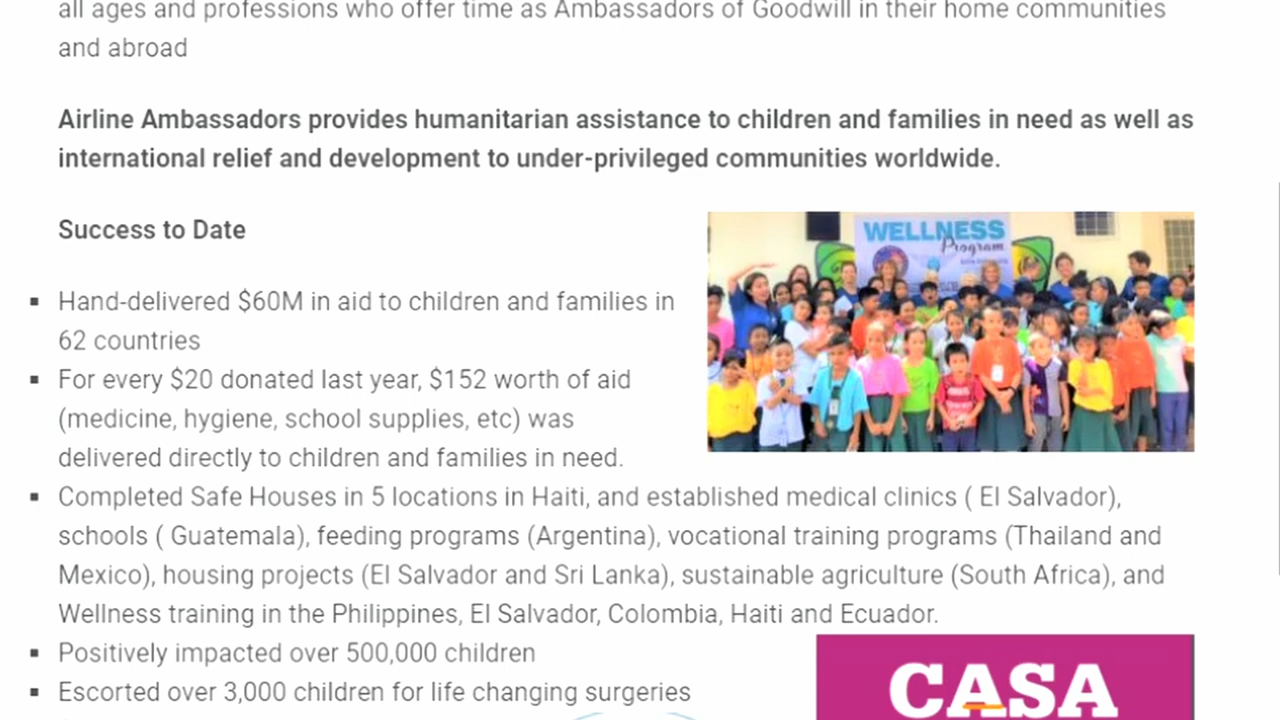 all ages and professions who offer time as Ambassadors of Goodwill in their home communities
and abroad
Airline Ambassadors provides humanitarian assistance to children and families in need as well as
international relief and development to under-privileged communities worldwide.
Success to Date
WELLNESS
Program
▪ Hand-delivered $60M in aid to children and families in
62 countries
▪ For every $20 donated last year, $152 worth of aid
(medicine, hygiene, school supplies, etc) was
delivered directly to children and families in need.
▪ Completed Safe Houses in 5 locations in Haiti, and established medical clinics ( El Salvador),
schools ( Guatemala), feeding programs (Argentina), vocational training programs (Thailand and
Mexico), housing projects (El Salvador and Sri Lanka), sustainable agriculture (South Africa), and
Wellness training in the Philippines, El Salvador, Colombia, Haiti and Ecuador.
▪ Positively impacted over 500,000 children
▪ Escorted over 3,000 children for life changing surgeries
CASA